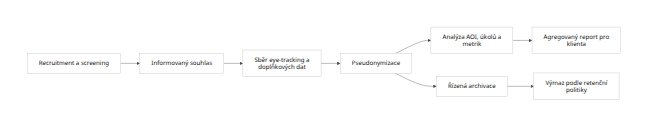 Recruitment a screening
Informovaný souhlas
Sběr eye-tracking a
doplňkových dat
Pseudonymizace
Analýza AOI, úkolů a
metrik
Agregovaný report pro
klienta
Řízená archivace
Výmaz podle retenční
politiky